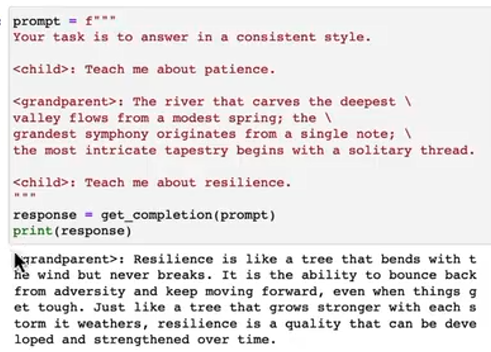 : prompt = f"""
Your task is to answer in a consistent style.
<child>: Teach me about patience.
<grandparent>: The river that carves the deepest \
valley flows from a modest spring; the \
grandest symphony originates from a single note; \
the most intricate tapestry begins with a solitary thread.
<child>: Teach me about resilience.
"""
response = get_completion(prompt)
print(response)
grandparent>: Resilience is like a tree that bends with t
he wind but never breaks. It is the ability to bounce back
from adversity and keep moving forward, even when things g
et tough. Just like a tree that grows stronger with each s
torm it weathers, resilience is a quality that can be deve
loped and strengthened over time.